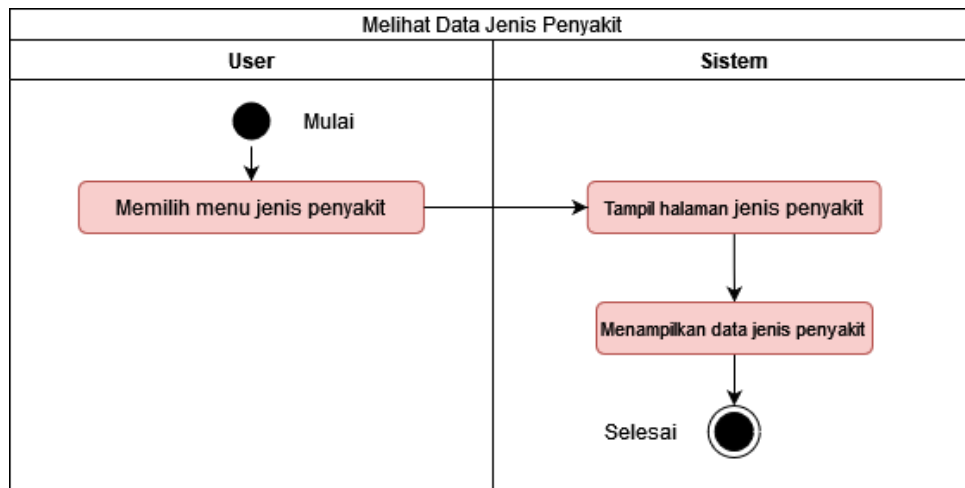 Melihat Data Jenis Penyakit
User
Sistem
Mulai
Memilih menu jenis penyakit
Tampil halaman jenis penyakit
Menampilkan data jenis penyakit
Selesai